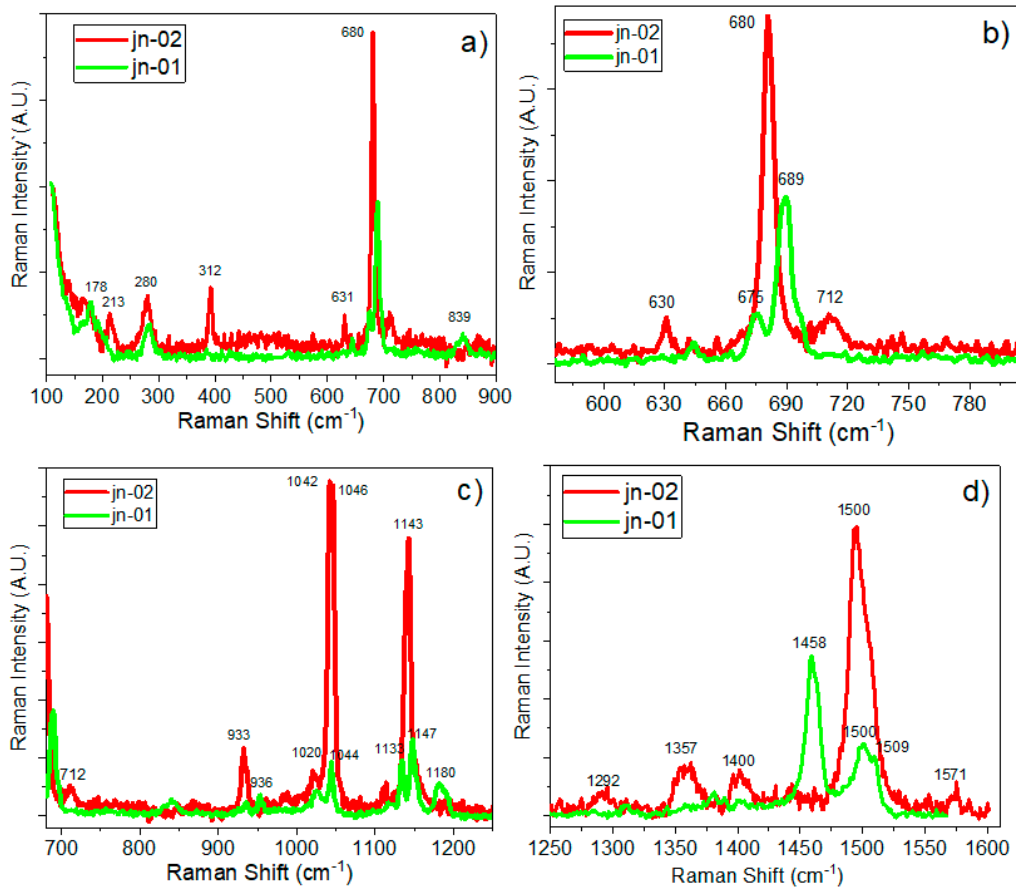 jn-02
jn-01
680
a)
178
213
280
312
631
839
Raman Intensity` (A.U.)
100 200 300 400 500 600 700 800 900
Raman Shift (cm-1)
jn-02
jn-01
680
b)
689
630
675
712
Raman Intensity (A.U.)
600 630 660 690 720 750 780
Raman Shift (cm-1)
jn-02
jn-01
1042
1046
c)
1143
933
712
936
1020
1044
1133
1147
1180
Raman Intensity (A.U.)
700 800 900 1000 1100 1200
Raman Shift (cm-1)
jn-02
jn-01
1500
d)
1458
1500
1509
1357
1400
1292
1571
Raman Intensity (A.U.)
1250 1300 1350 1400 1450 1500 1550 1600
Raman Shift (cm-1)